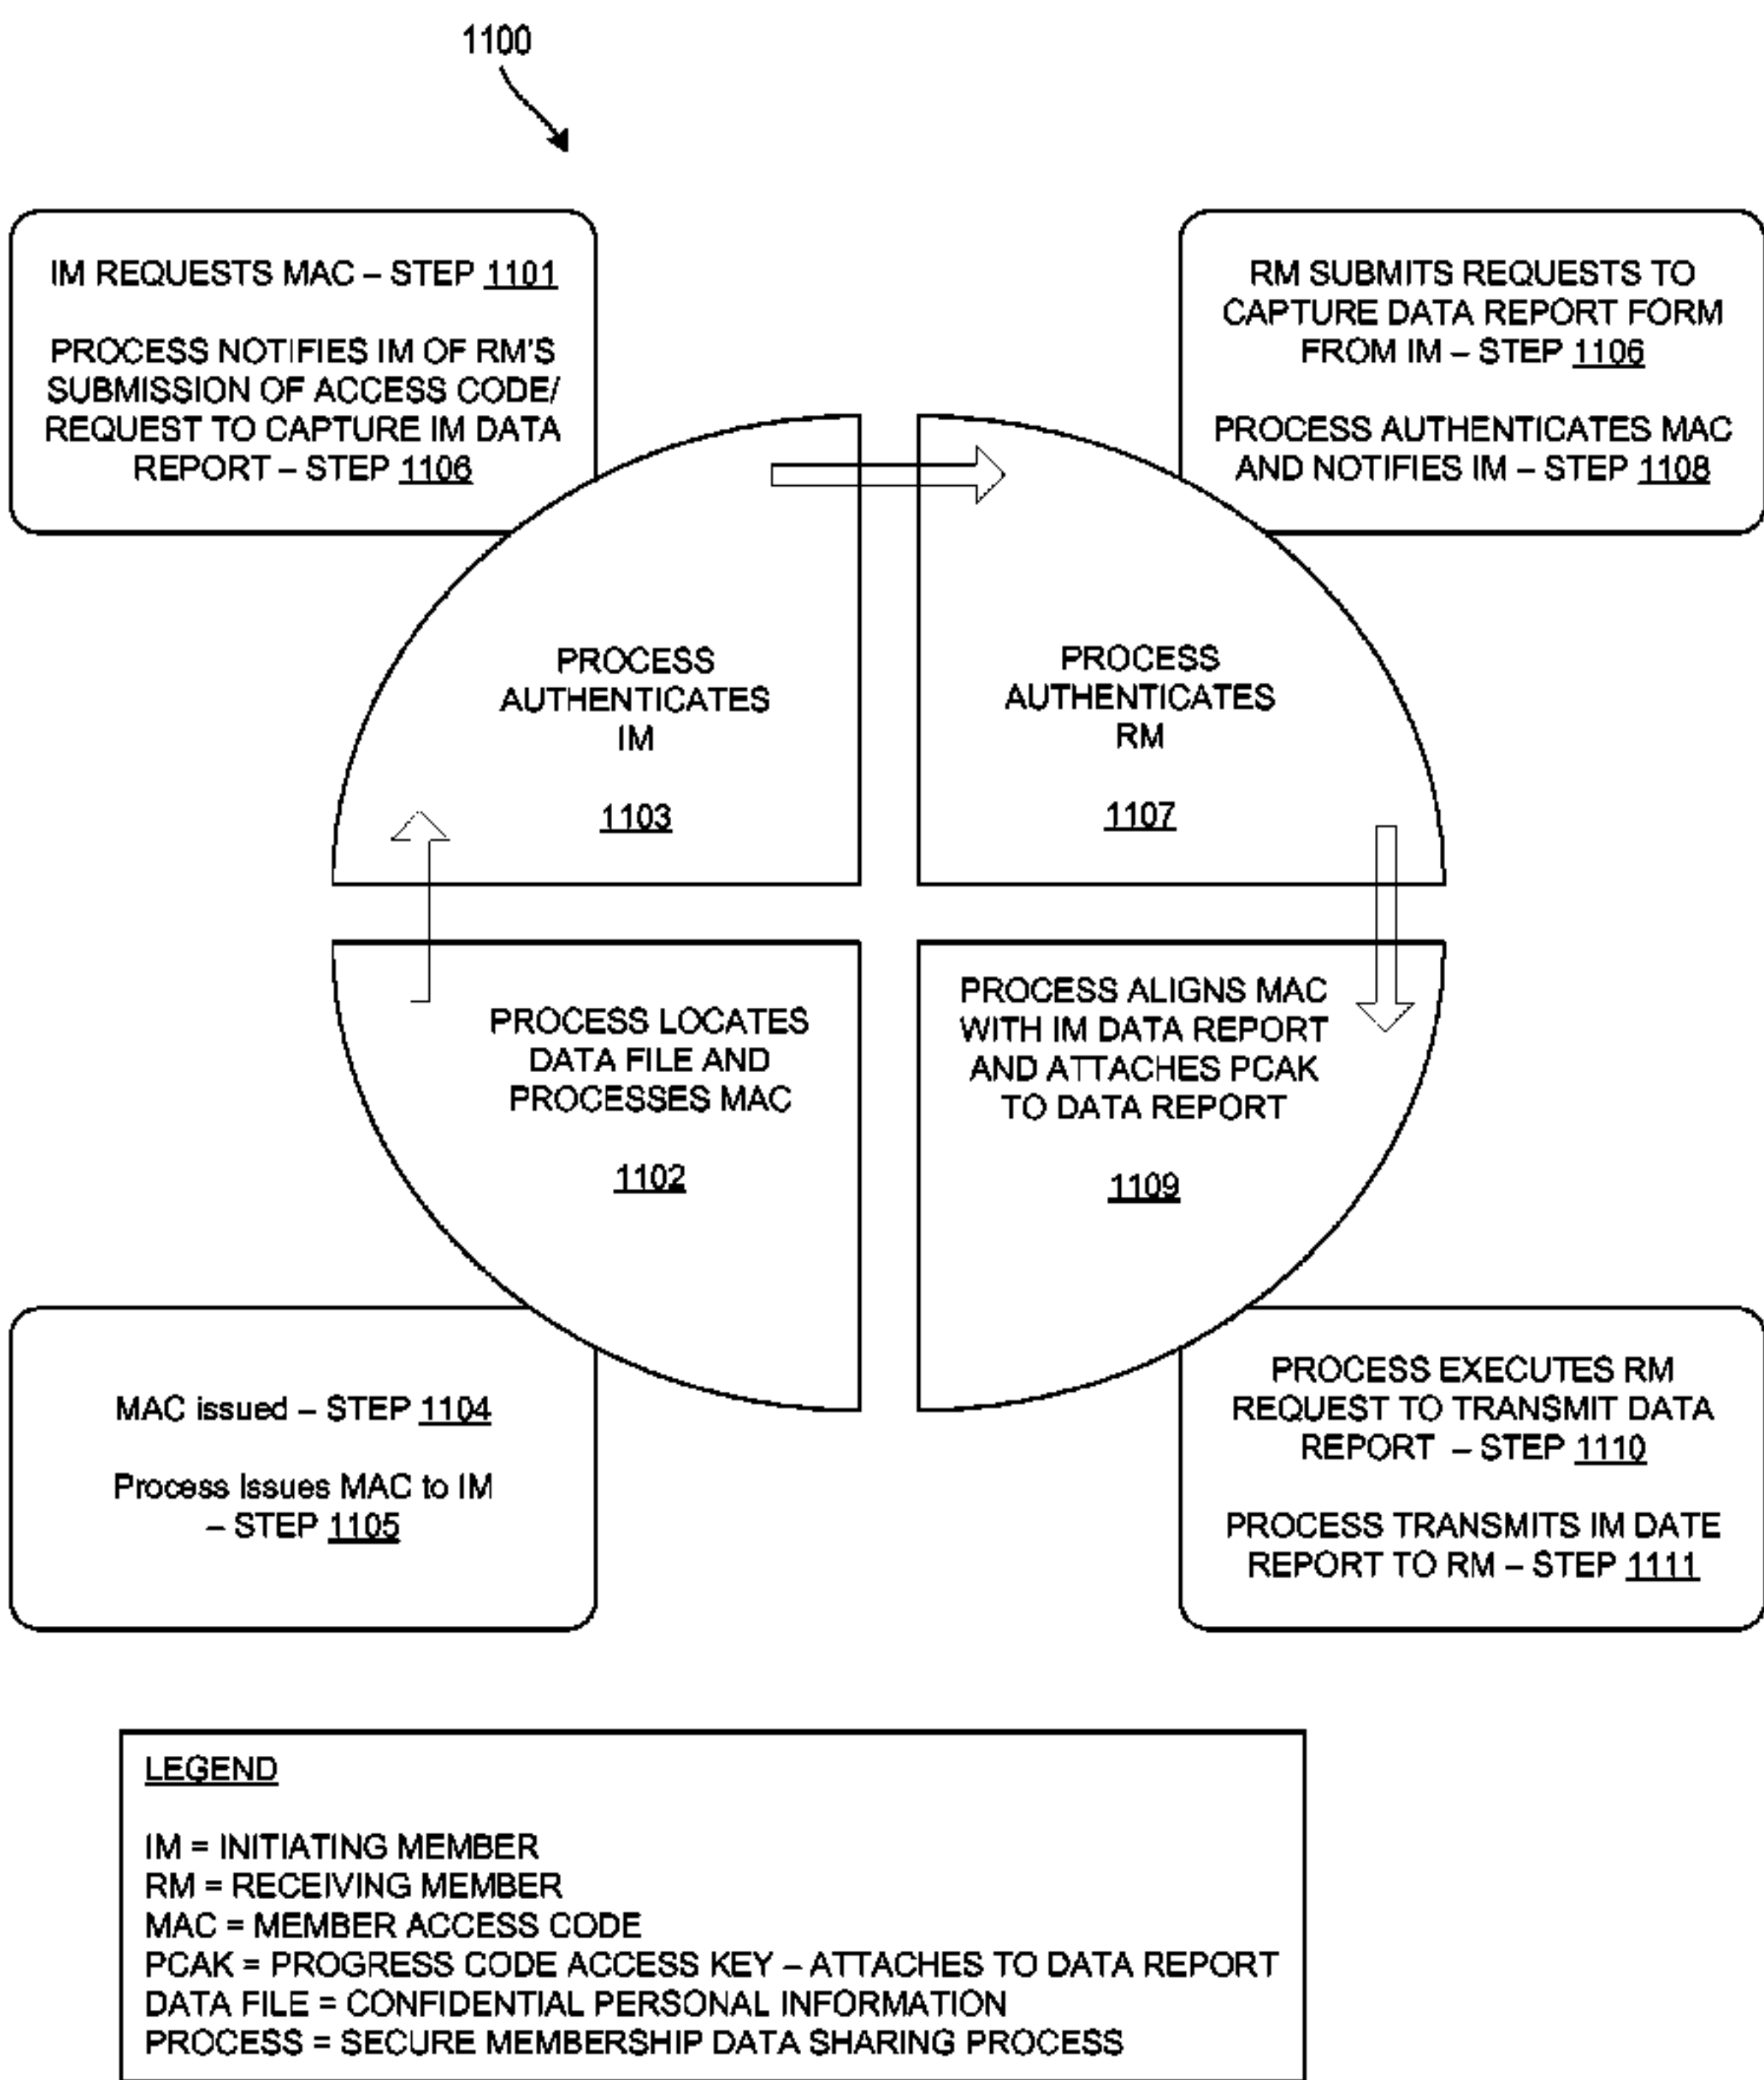 1100
IM REQUESTS MAC – STEP 1101
PROCESS NOTIFIES IM OF RM'S
SUBMISSION OF ACCESS CODE/
REQUEST TO CAPTURE IM DATA
REPORT – STEP 1106
RM SUBMITS REQUESTS TO
CAPTURE DATA REPORT FORM
FROM IM – STEP 1106
PROCESS AUTHENTICATES MAC
AND NOTIFIES IM – STEP 1108
PROCESS
AUTHENTICATES
IM
1103
PROCESS
AUTHENTICATES
RM
1107
PROCESS LOCATES
DATA FILE AND
PROCESSES MAC
1102
PROCESS ALIGNS MAC
WITH IM DATA REPORT
AND ATTACHES PCAK
TO DATA REPORT
1109
MAC issued – STEP 1104
Process Issues MAC to IM
– STEP 1105
PROCESS EXECUTES RM
REQUEST TO TRANSMIT DATA
REPORT – STEP 1110
PROCESS TRANSMITS IM DATE
REPORT TO RM – STEP 1111
LEGEND
IM = INITIATING MEMBER
RM = RECEIVING MEMBER
MAC = MEMBER ACCESS CODE
PCAK = PROGRESS CODE ACCESS KEY – ATTACHES TO DATA REPORT
DATA FILE = CONFIDENTIAL PERSONAL INFORMATION
PROCESS = SECURE MEMBERSHIP DATA SHARING PROCESS